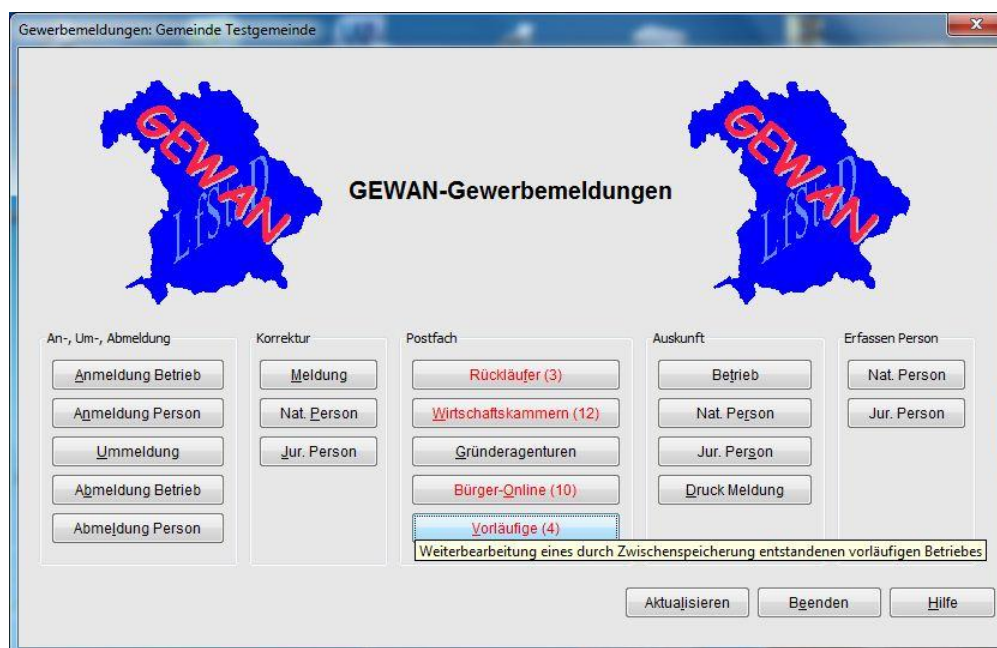 Gewerbemeldungen: Gemeinde Testgemeinde
GEWAN
LfStaD
GEWAN-Gewerbemeldungen
GEWAN
LfStaD
An-, Um-, Abmeldung
Anmeldung Betrieb
Anmeldung Person
Ummeldung
Abmeldung Betrieb
Abmeldung Person
Korrektur
Meldung
Nat. Person
Jur. Person
Postfach
Rückläufer (3)
Wirtschaftskammern (12)
Gründeragenturen
Bürger-Online (10)
Vorläufige (4)
Weiterbearbeitung eines durch Zwischenspeicherung entstandenen vorläufigen Betriebes
Auskunft
Betrieb
Nat. Person
Jur. Person
Druck Meldung
Erfassen Person
Nat. Person
Jur. Person
Aktualisieren
Beenden
Hilfe